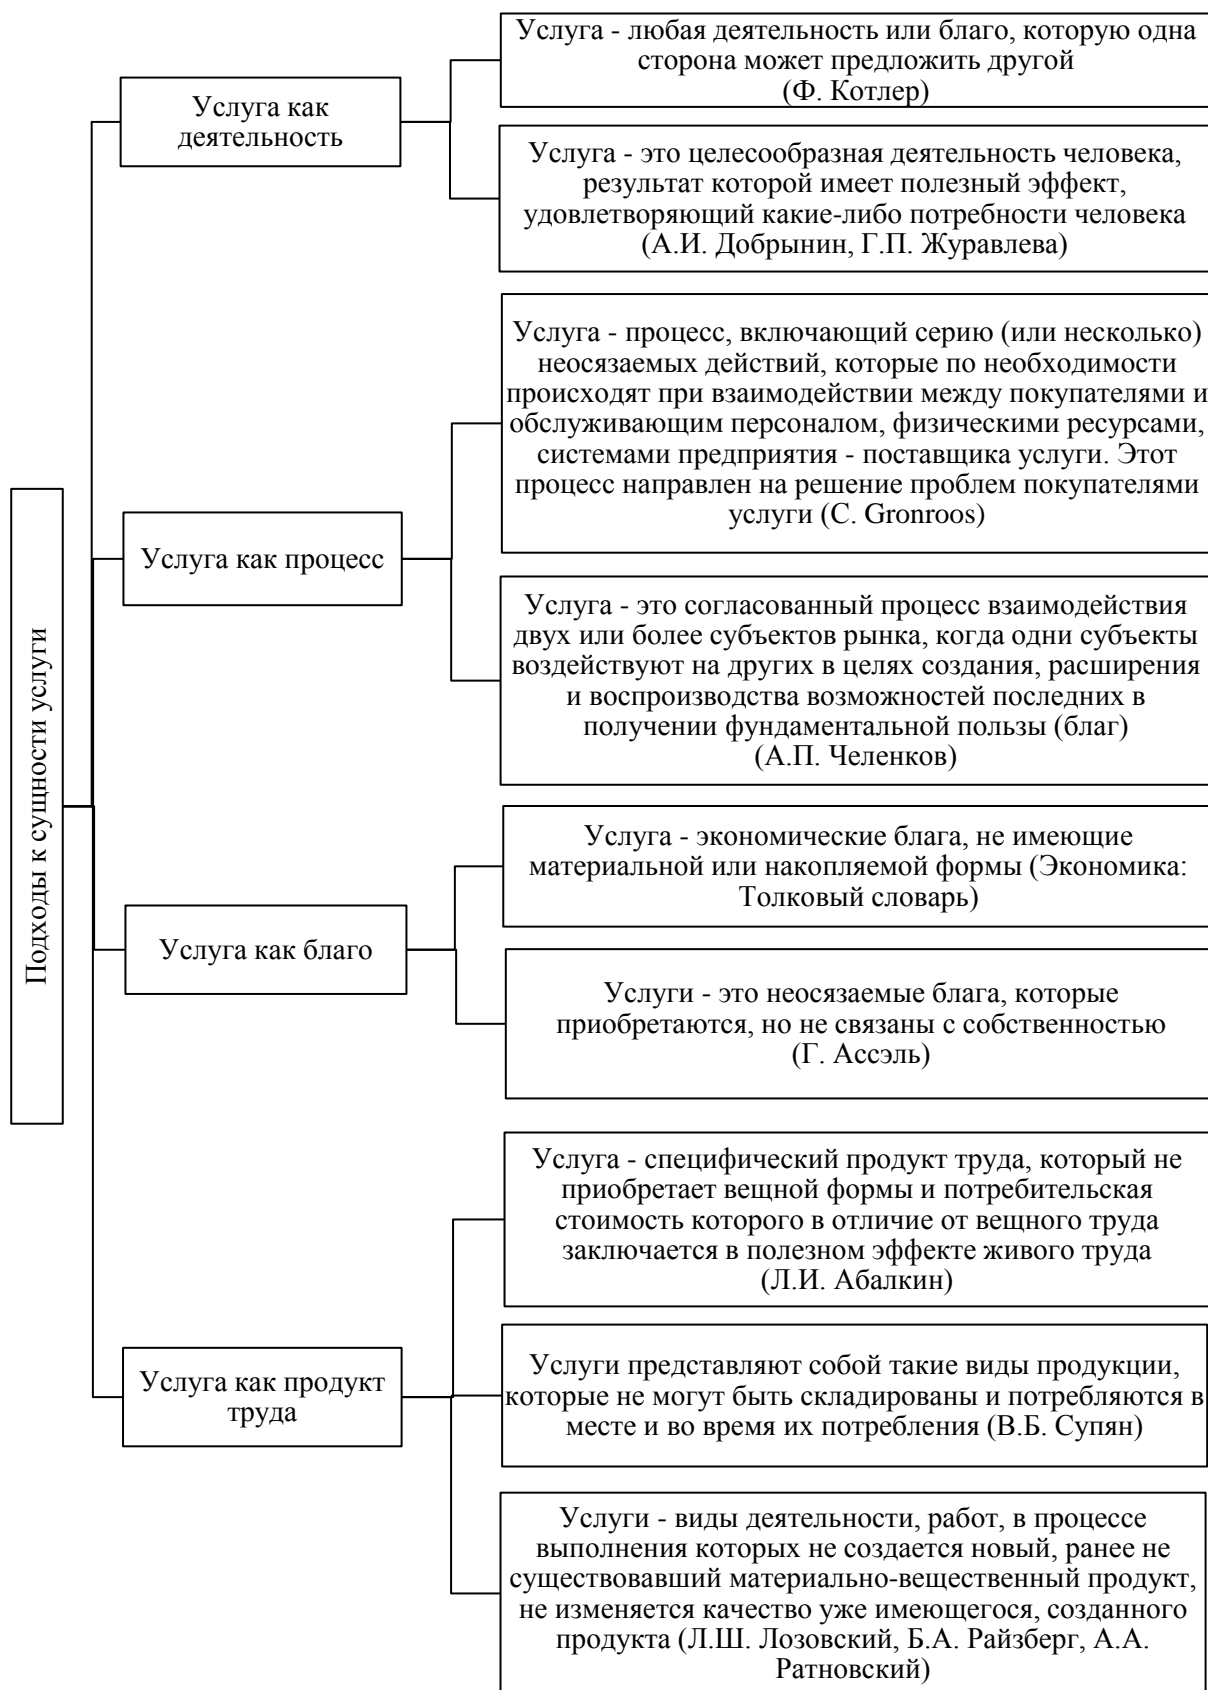 Подходы к сущности услуги
Услуга как
деятельность
Услуга - любая деятельность или благо, которую одна
сторона может предложить другой
(Ф. Котлер)
Услуга - это целесообразная деятельность человека,
результат которой имеет полезный эффект,
удовлетворяющий какие-либо потребности человека
(А.И. Добрынин, Г.П. Журавлева)
Услуга как процесс
Услуга - процесс, включающий серию (или несколько)
неосязаемых действий, которые по необходимости
происходят при взаимодействии между покупателями и
обслуживающим персоналом, физическими ресурсами,
системами предприятия - поставщика услуги. Этот
процесс направлен на решение проблем покупателями
услуги (C. Gronroos)
Услуга - это согласованный процесс взаимодействия
двух или более субъектов рынка, когда одни субъекты
воздействуют на других в целях создания, расширения
и воспроизводства возможностей последних в
получении фундаментальной пользы (благ)
(А.П. Челенков)
Услуга как благо
Услуга - экономические блага, не имеющие
материальной или накопляемой формы (Экономика:
Толковый словарь)
Услуги - это неосязаемые блага, которые
приобретаются, но не связаны с собственностью
(Г. Ассэль)
Услуга как продукт
труда
Услуга - специфический продукт труда, который не
приобретает вещной формы и потребительская
стоимость которого в отличие от вещного труда
заключается в полезном эффекте живого труда
(Л.И. Абалкин)
Услуги представляют собой такие виды продукции,
которые не могут быть складированы и потребляются в
месте и во время их потребления (В.Б. Супян)
Услуги - виды деятельности, работ, в процессе
выполнения которых не создается новый, ранее не
существовавший материально-вещественный продукт,
не изменяется качество уже имеющегося, созданного
продукта (Л.Ш. Лозовский, Б.А. Райзберг, А.А.
Ратновский)